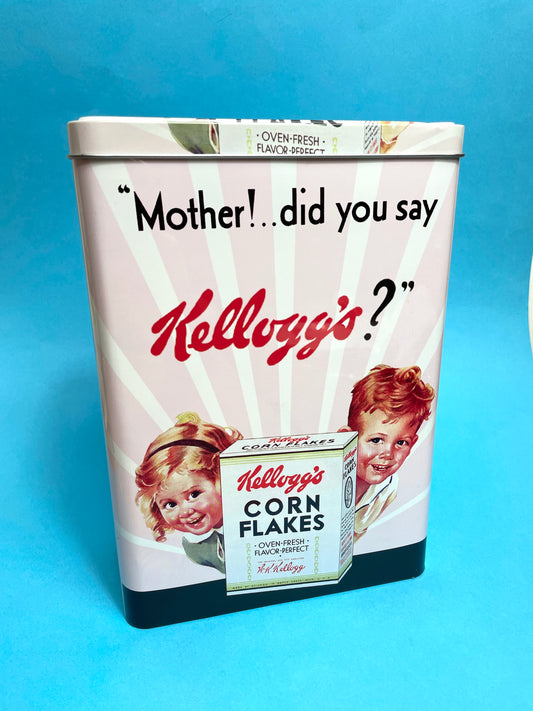 · OVEN-FRESH ·
FLAVOR-PERFECT
“Mother!..did you say
Kellogg's?”
Kellogg's
CORN FLAKES
Kellogg's
CORN
FLAKES
· OVEN-FRESH ·
FLAVOR-PERFECT
W.K. Kellogg